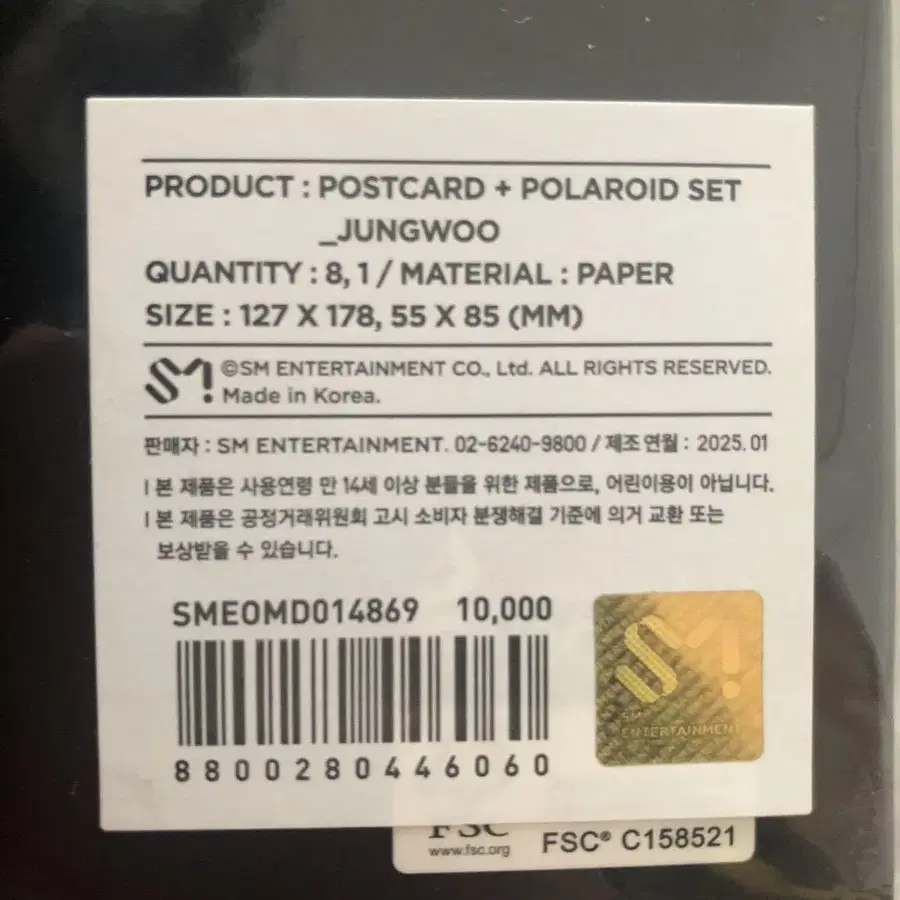 PRODUCT : POSTCARD + POLAROID SET
_JUNGWOO
QUANTITY : 8, 1 / MATERIAL : PAPER
SIZE : 127 X 178, 55 X 85 (MM)
SM! ©SM ENTERTAINMENT CO., Ltd. ALL RIGHTS RESERVED.
Made in Korea.
판매자 : SM ENTERTAINMENT. 02-6240-9800 / 제조연월 : 2025.01
| 본 제품은 사용연령 만 14세 이상 분들을 위한 제품으로, 어린이용이 아닙니다.
| 본 제품은 공정거래위원회 고시 소비자 분쟁해결 기준에 의거 교환 또는
보상받을 수 있습니다.
SMEOMD014869 10,000
8800280446060
SM!
SM
ENTERTAINMENT
FSC
www.fsc.org
FSC® C158521